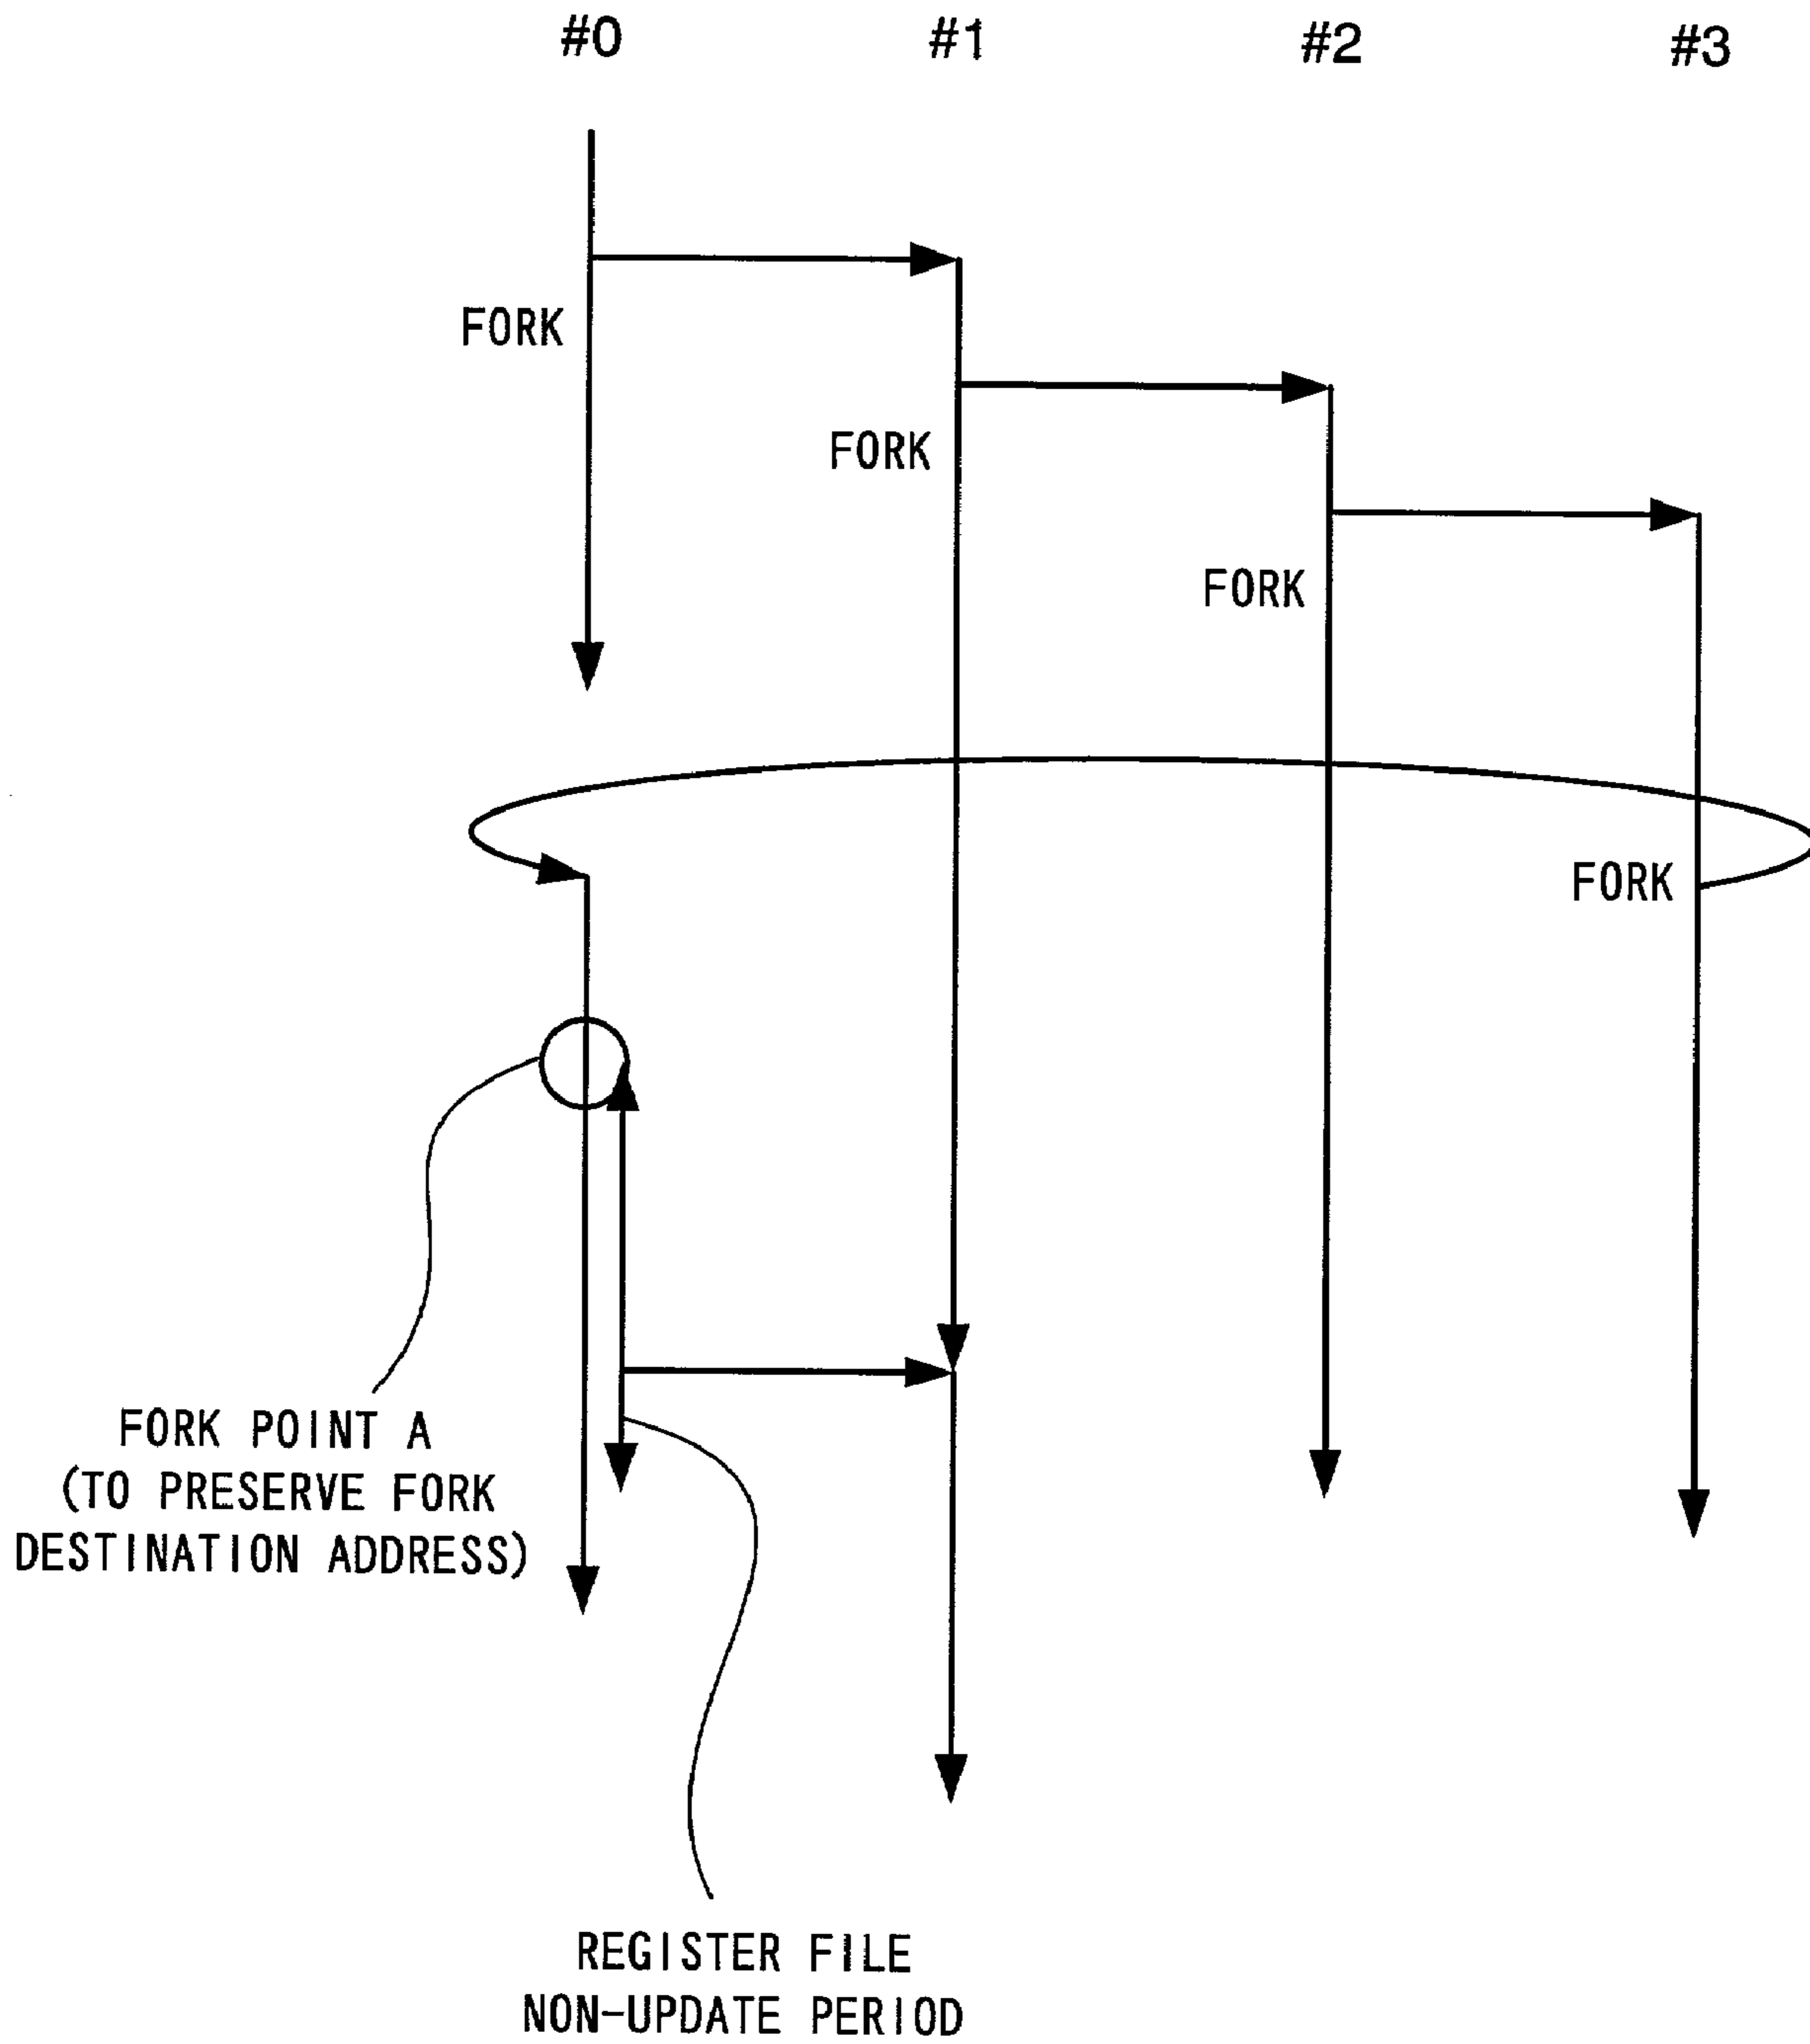 #0 #1 #2 #3
FORK
FORK
FORK
FORK
FORK POINT A
(TO PRESERVE FORK
DESTINATION ADDRESS)
REGISTER FILE
NON-UPDATE PERIOD